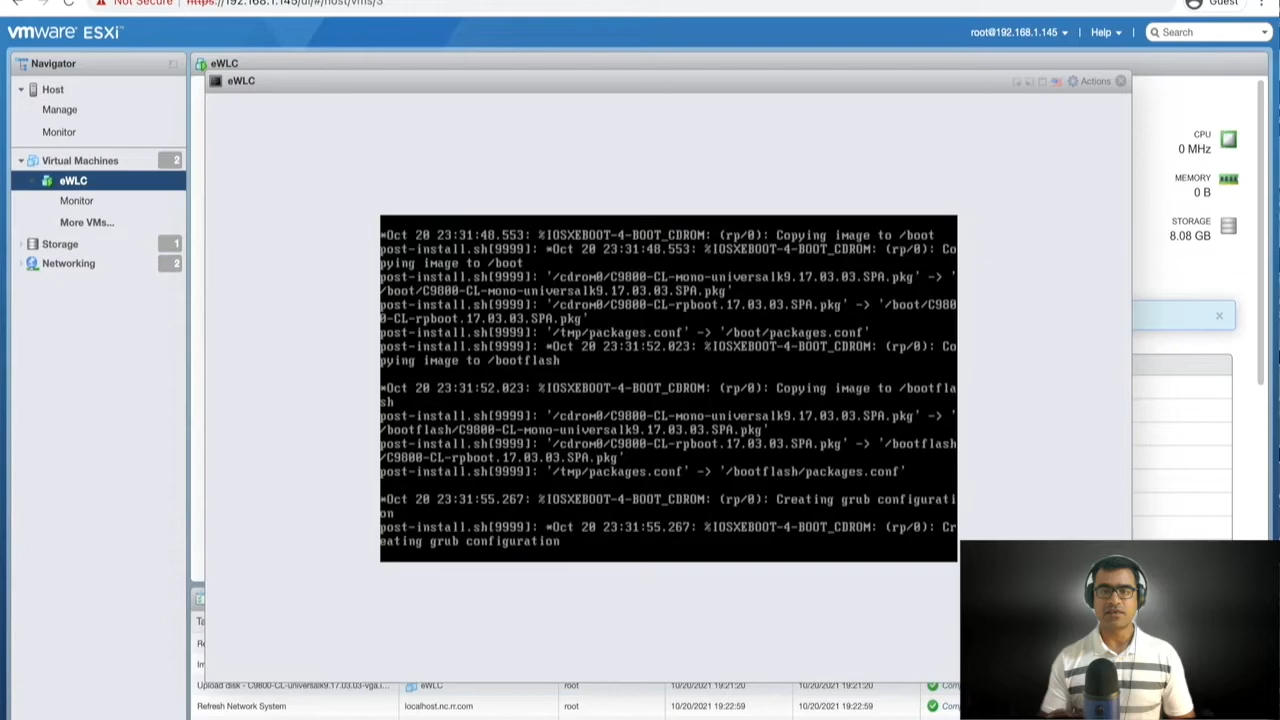 Not Secure https://192.168.1.145/ui/#/host/vms/3
Guest
vmware ESXi™
root@192.168.1.145
| Help
|
Search
Navigator
Host
Manage
Monitor
Virtual Machines
2
eWLC
Monitor
More VMs...
Storage
1
Networking
2
eWLC
eWLC
Actions
CPU
0 MHz
MEMORY
0 B
STORAGE
8.08 GB
*Oct 20 23:31:48.553: %IOSXEBOOT-4-BOOT_CDROM: (rp/0): Copying image to /boot
post-install.sh[9999]: *Oct 20 23:31:48.553: %IOSXEBOOT-4-BOOT_CDROM: (rp/0): Co
pying image to /boot
post-install.sh[9999]: '/cdrom0/C9800-CL-mono-universalk9.17.03.03.SPA.pkg' -> '
/boot/C9800-CL-mono-universalk9.17.03.03.SPA.pkg'
post-install.sh[9999]: '/cdrom0/C9800-CL-rpboot.17.03.03.SPA.pkg' -> '/boot/C980
0-CL-rpboot.17.03.03.SPA.pkg'
post-install.sh[9999]: '/tmp/packages.conf' -> '/boot/packages.conf'
post-install.sh[9999]: *Oct 20 23:31:52.023: %IOSXEBOOT-4-BOOT_CDROM: (rp/0): Co
pying image to /bootflash
*Oct 20 23:31:52.023: %IOSXEBOOT-4-BOOT_CDROM: (rp/0): Copying image to /bootfla
sh
post-install.sh[9999]: '/cdrom0/C9800-CL-mono-universalk9.17.03.03.SPA.pkg' -> '
/bootflash/C9800-CL-mono-universalk9.17.03.03.SPA.pkg'
post-install.sh[9999]: '/cdrom0/C9800-CL-rpboot.17.03.03.SPA.pkg' -> '/bootflash
/C9800-CL-rpboot.17.03.03.SPA.pkg'
post-install.sh[9999]: '/tmp/packages.conf' -> '/bootflash/packages.conf'
*Oct 20 23:31:55.267: %IOSXEBOOT-4-BOOT_CDROM: (rp/0): Creating grub configurati
on
post-install.sh[9999]: *Oct 20 23:31:55.267: %IOSXEBOOT-4-BOOT_CDROM: (rp/0): Cr
eating grub configuration
Ta
Re
Im
Upload disk - C9800-CL-universalk9.17.03.03-vga.i... eWLC root 10/20/2021 19:21:20 10/20/2021 19:21:20 Com
Refresh Network System localhost.nc.rr.com root 10/20/2021 19:22:59 10/20/2021 19:22:59 Com